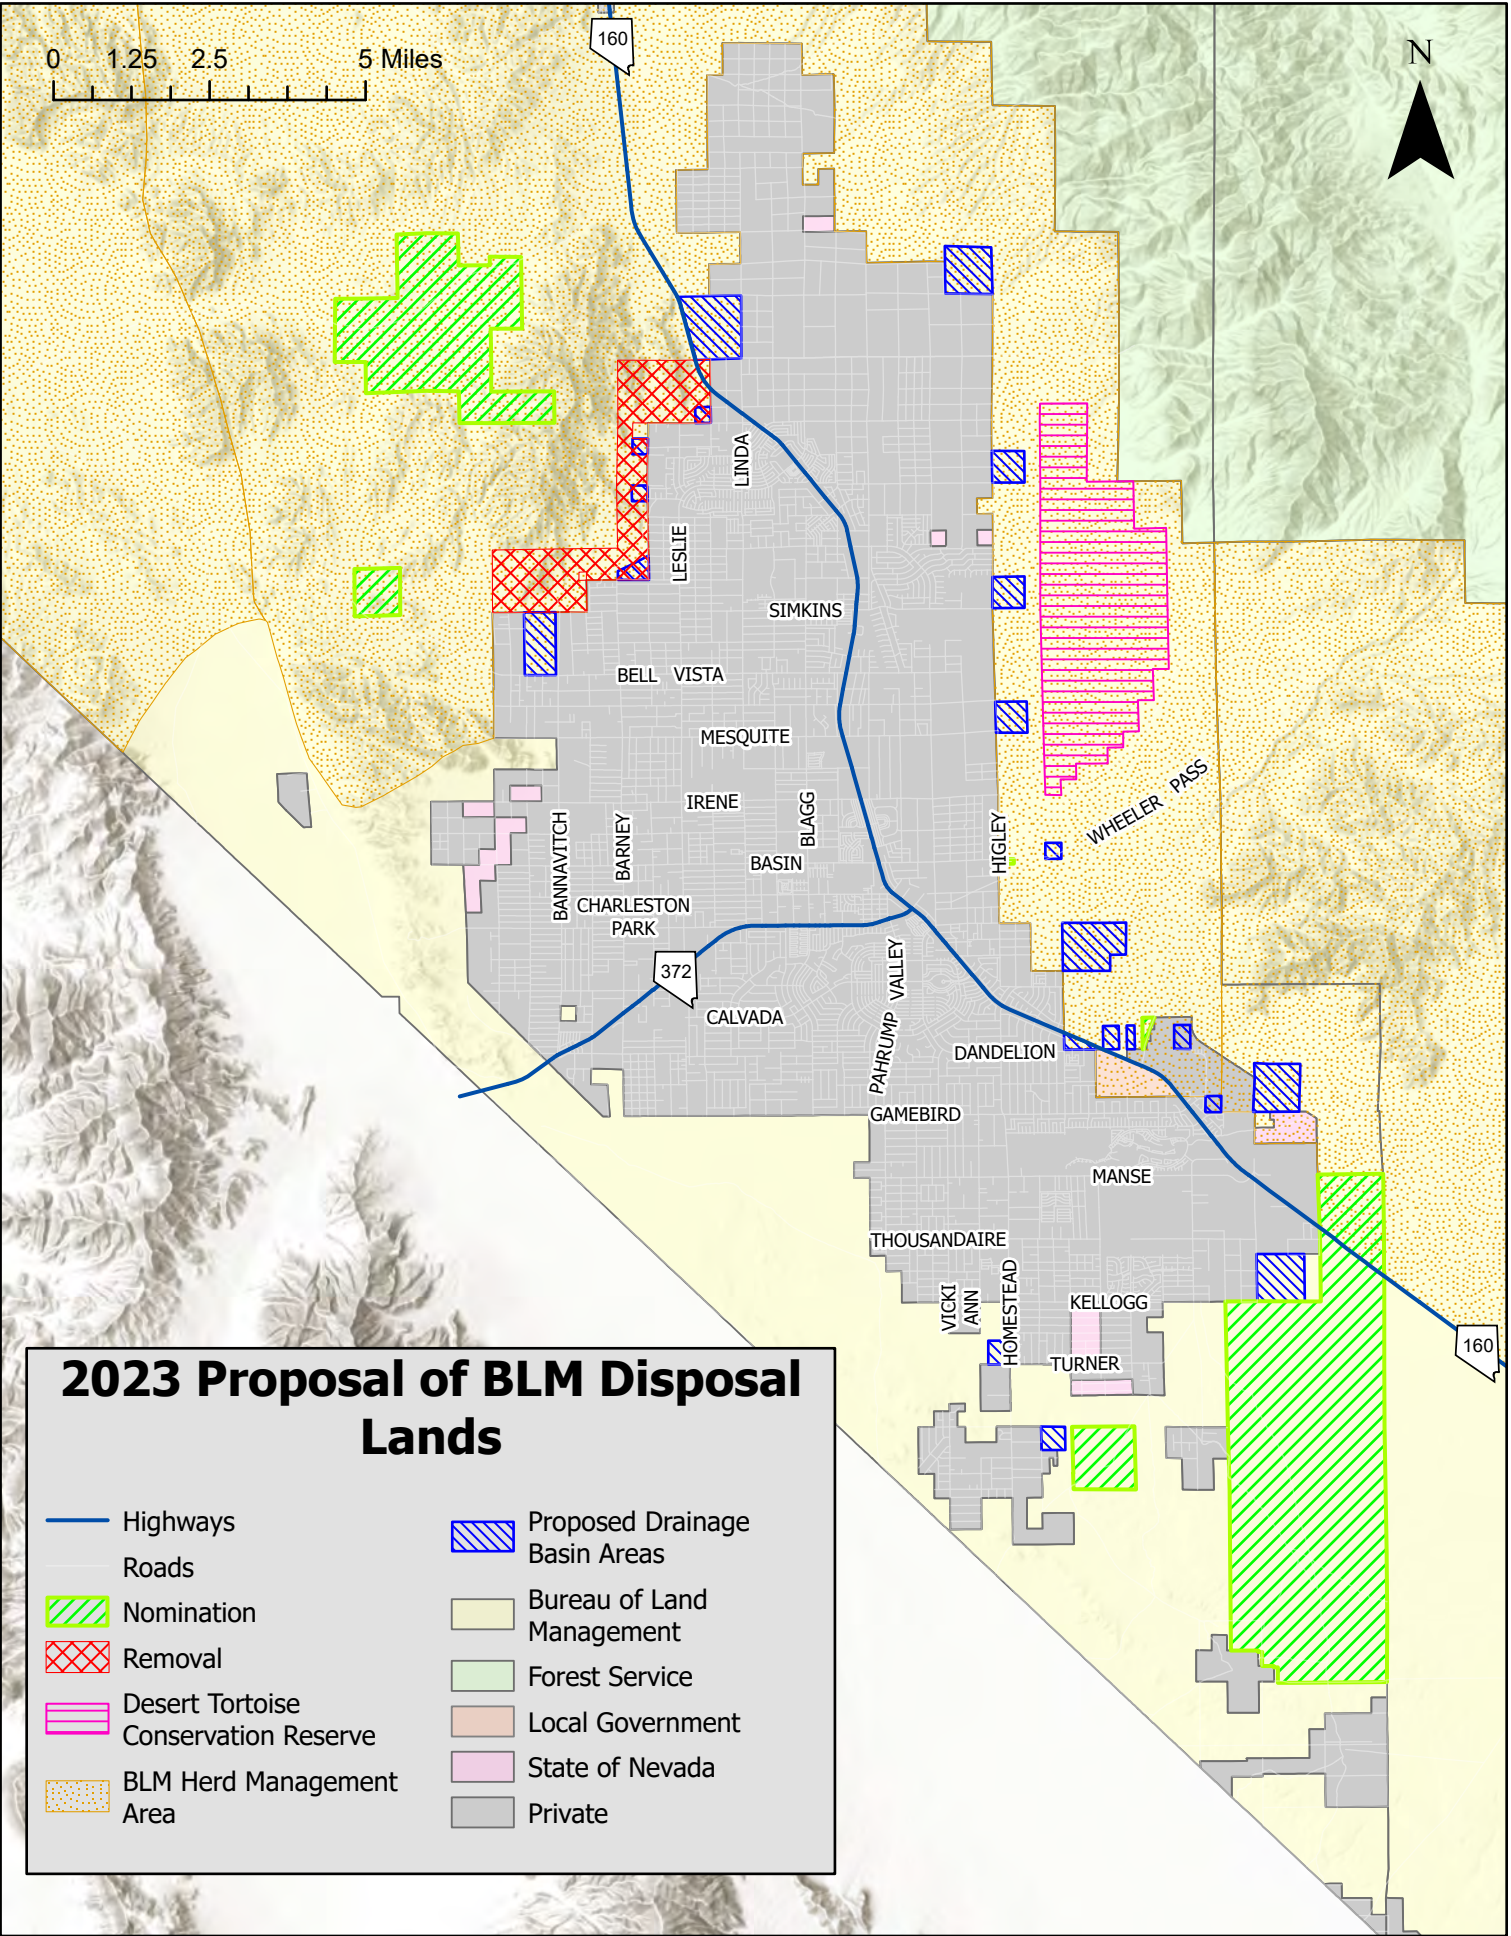 160
0 1.25 2.5 5 Miles
N
LINDA
LESLIE
SIMKINS
BELL VISTA
MESQUITE
WHEELER PASS
IRENE
BLAGG
BANNAVITCH
BARNEY
HIGLEY
BASIN
CHARLESTON
PARK
372
PAHRUMP VALLEY
CALVADA
DANDELION
GAMEBIRD
MANSE
THOUSANDAIRE
VICKI
ANN
HOMESTEAD
KELLOGG
160
TURNER
2023 Proposal of BLM Disposal
Lands
Highways
Roads
Nomination
Removal
Desert Tortoise
Conservation Reserve
BLM Herd Management
Area
Proposed Drainage
Basin Areas
Bureau of Land
Management
Forest Service
Local Government
State of Nevada
Private